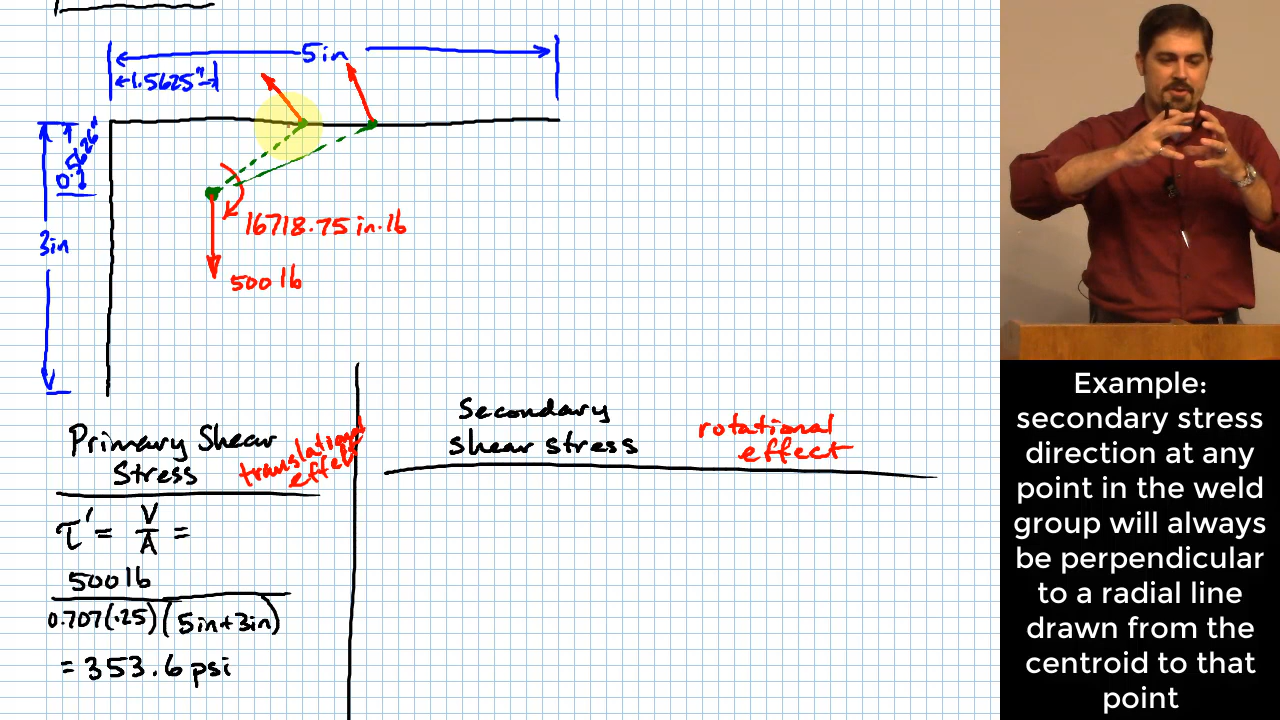 5in
1.5625"
0.5626"
3in
16718.75 in·lb
500 lb
Primary Shear
Stress
translational
effect
τ' = V/A =
500 lb
0.707(.25)(5in+3in)
= 353.6 psi
Secondary
shear stress
rotational
effect
Example:
secondary stress
direction at any
point in the weld
group will always
be perpendicular
to a radial line
drawn from the
centroid to that
point